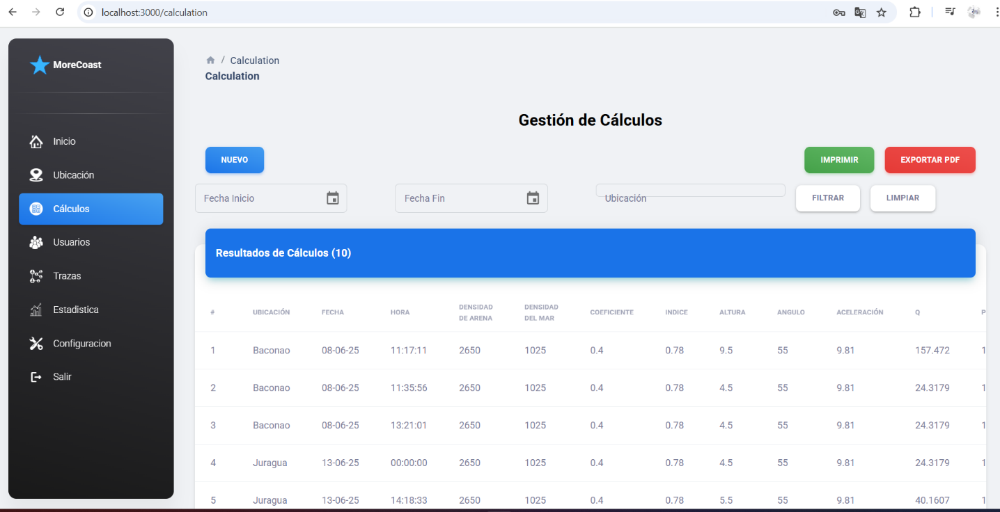 localhost:3000/calculation
MoreCoast
/ Calculation
Calculation
Inicio
Ubicación
Cálculos
Usuarios
Trazas
Estadistica
Configuracion
Salir
Gestión de Cálculos
NUEVO IMPRIMIR EXPORTAR PDF
Fecha Inicio Fecha Fin Ubicación FILTRAR LIMPIAR
Resultados de Cálculos (10)
# UBICACIÓN FECHA HORA DENSIDAD DE ARENA DENSIDAD DEL MAR COEFICIENTE INDICE ALTURA ANGULO ACELERACIÓN Q P
1 Baconao 08-06-25 11:17:11 2650 1025 0.4 0.78 9.5 55 9.81 157.472 1
2 Baconao 08-06-25 11:35:56 2650 1025 0.4 0.78 4.5 55 9.81 24.3179 1
3 Baconao 08-06-25 13:21:01 2650 1025 0.4 0.78 4.5 55 9.81 24.3179 1
4 Juragua 13-06-25 00:00:00 2650 1025 0.4 0.78 4.5 55 9.81 24.3179 1
5 Juragua 13-06-25 14:18:33 2650 1025 0.4 0.78 5.5 55 9.81 40.1607 1